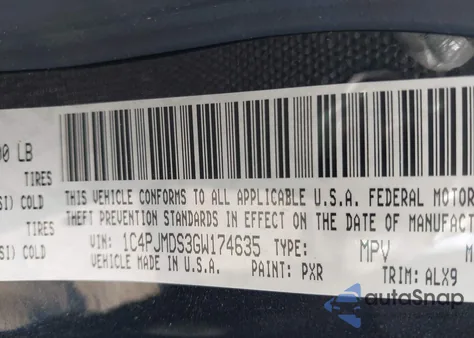 00 LB
TIRES
SI) COLD
TIRES
SI) COLD
THIS VEHICLE CONFORMS TO ALL APPLICABLE U.S.A. FEDERAL MOTOR
THEFT PREVENTION STANDARDS IN EFFECT ON THE DATE OF MANUFACT
VIN: 1C4PJMDS3GW174635 TYPE: MPV M
VEHICLE MADE IN U.S.A. PAINT: PXR TRIM: ALX9
autoSnap